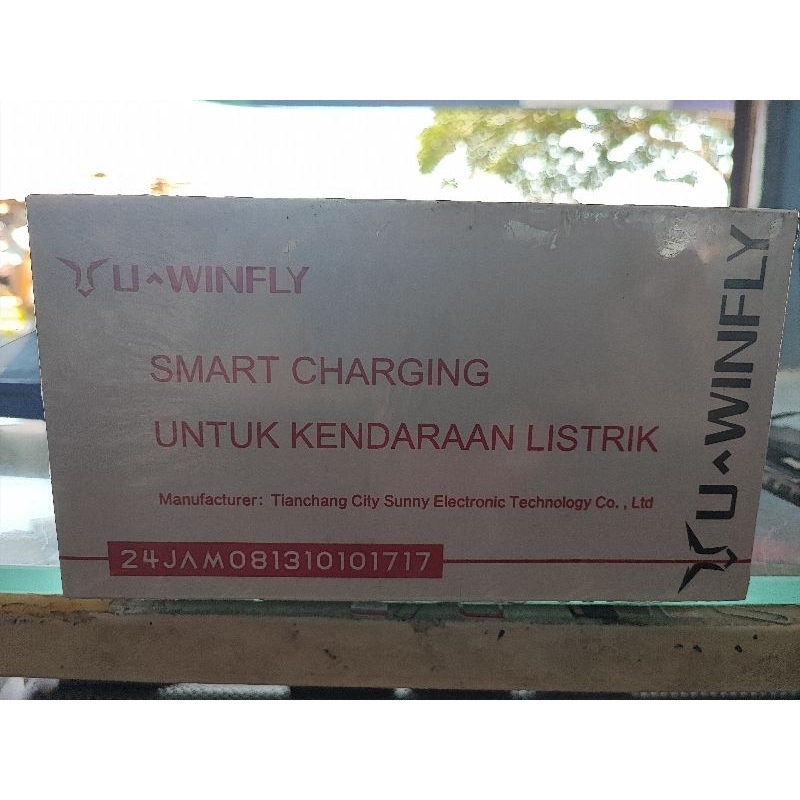 U^WINFLY
SMART CHARGING
UNTUK KENDARAAN LISTRIK
Manufacturer: Tianchang City Sunny Electronic Technology Co., Ltd
24JAM081310101717
U^WINFLY